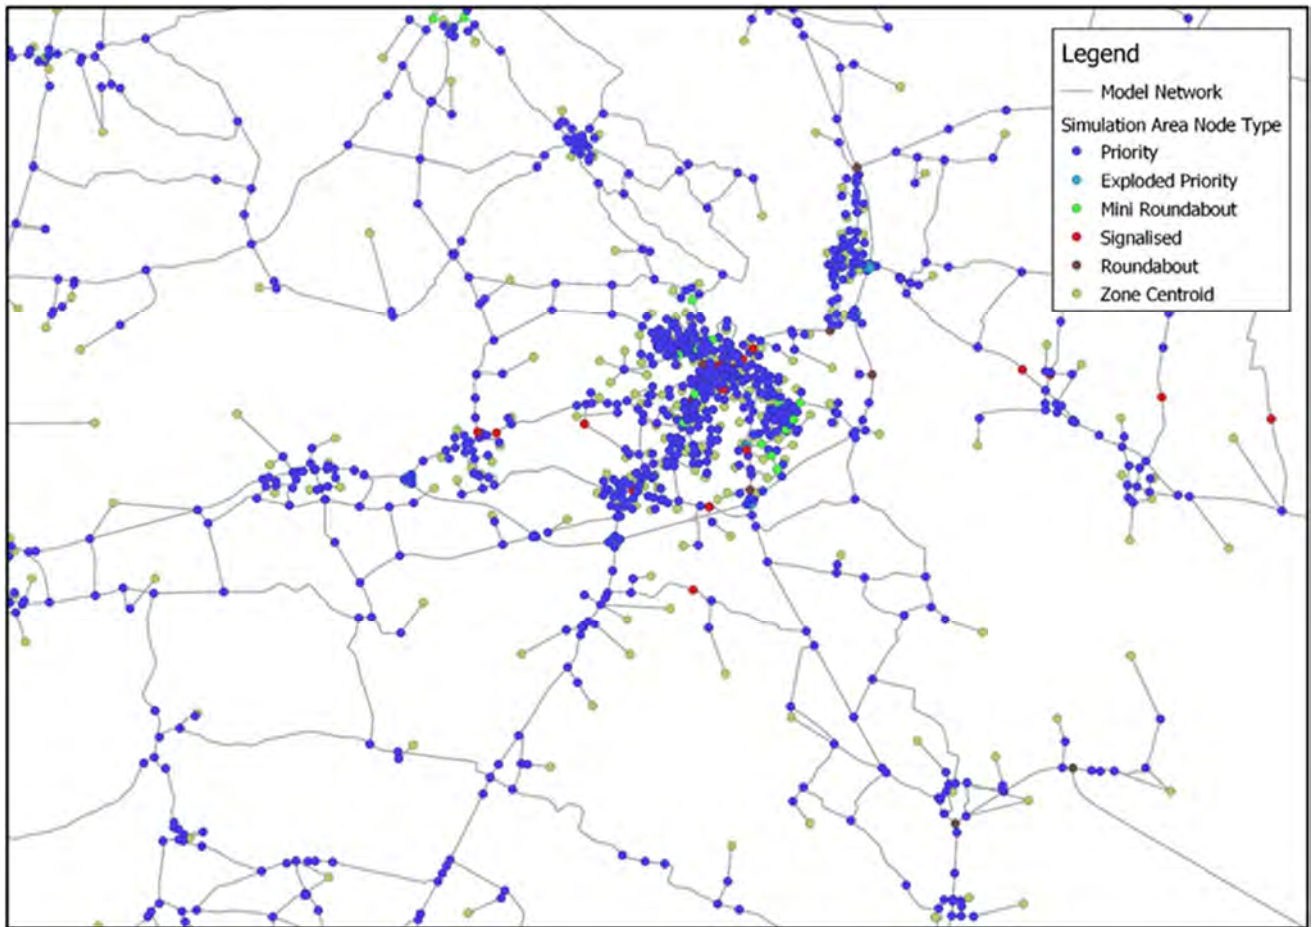 Legend
Model Network
Simulation Area Node Type
Priority
Exploded Priority
Mini Roundabout
Signalised
Roundabout
Zone Centroid